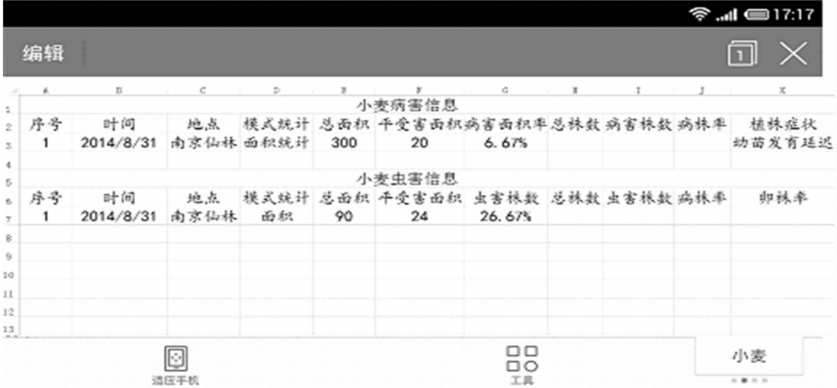 17:17
编辑
1
A B C D E F G H I J K
1 小麦病害信息
2 序号 时间 地点 模式统计 总面积 平受害面积 病害面积率 总株数 病害株数 病株率 植株症状
3 1 2014/8/31 南京仙林 面积统计 300 20 6.67% 幼苗发育延迟
4
5 小麦虫害信息
6 序号 时间 地点 模式统计 总面积 平受害面积 虫害株数 总株数 虫害株数 病株率 卵株率
7 1 2014/8/31 南京仙林 面积 90 24 26.67%
8
9
10
11
12
13
适应手机 工具 小麦